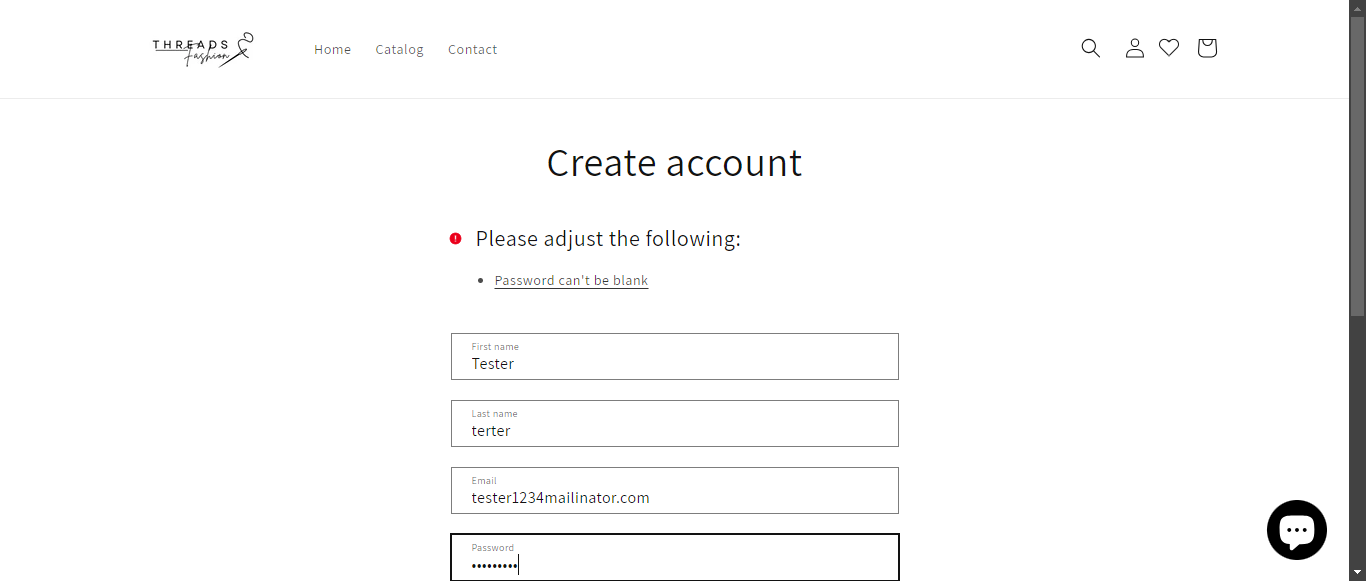 THREADS
Fashion
Home Catalog Contact
Create account
Please adjust the following:
Password can't be blank
First name
Tester
Last name
terter
Email
tester1234mailinator.com
Password
•••••••••